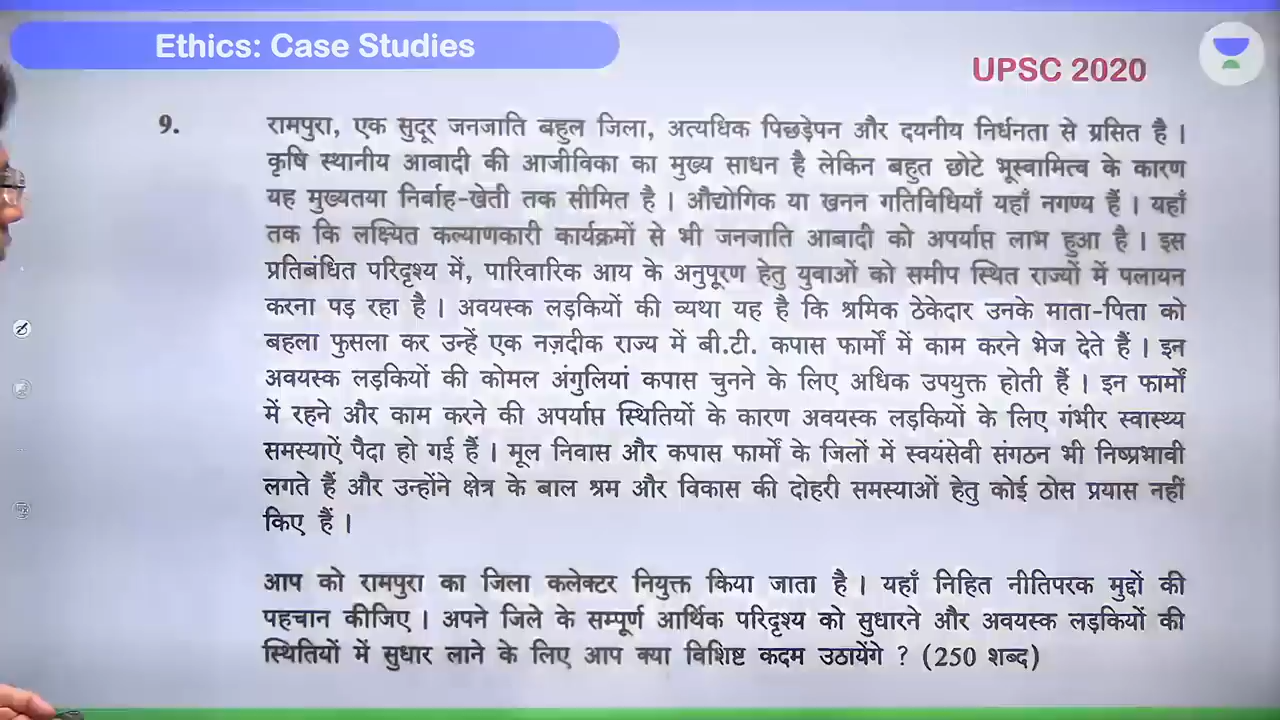 Ethics: Case Studies
UPSC 2020
9. रामपुरा, एक सुदूर जनजाति बहुल जिला, अत्यधिक पिछड़ेपन और दयनीय निर्धनता से ग्रसित है ।
कृषि स्थानीय आबादी की आजीविका का मुख्य साधन है लेकिन बहुत छोटे भूस्वामित्व के कारण
यह मुख्यतया निर्वाह-खेती तक सीमित है । औद्योगिक या खनन गतिविधियाँ यहाँ नगण्य हैं । यहाँ
तक कि लक्ष्यित कल्याणकारी कार्यक्रमों से भी जनजाति आबादी को अपर्याप्त लाभ हुआ है । इस
प्रतिबंधित परिदृश्य में, पारिवारिक आय के अनुपूरण हेतु युवाओं को समीप स्थित राज्यों में पलायन
करना पड़ रहा है । अवयस्क लड़कियों की व्यथा यह है कि श्रमिक ठेकेदार उनके माता-पिता को
बहला फुसला कर उन्हें एक नज़दीक राज्य में बी.टी. कपास फार्मों में काम करने भेज देते हैं । इन
अवयस्क लड़कियों की कोमल अंगुलियां कपास चुनने के लिए अधिक उपयुक्त होती हैं । इन फार्मों
में रहने और काम करने की अपर्याप्त स्थितियों के कारण अवयस्क लड़कियों के लिए गंभीर स्वास्थ्य
समस्याऐं पैदा हो गई हैं । मूल निवास और कपास फार्मों के जिलों में स्वयंसेवी संगठन भी निष्प्रभावी
लगते हैं और उन्होंने क्षेत्र के बाल श्रम और विकास की दोहरी समस्याओं हेतु कोई ठोस प्रयास नहीं
किए हैं ।
आप को रामपुरा का जिला कलेक्टर नियुक्त किया जाता है । यहाँ निहित नीतिपरक मुद्दों की
पहचान कीजिए । अपने जिले के सम्पूर्ण आर्थिक परिदृश्य को सुधारने और अवयस्क लड़कियों की
स्थितियों में सुधार लाने के लिए आप क्या विशिष्ट कदम उठायेंगे ? (250 शब्द)